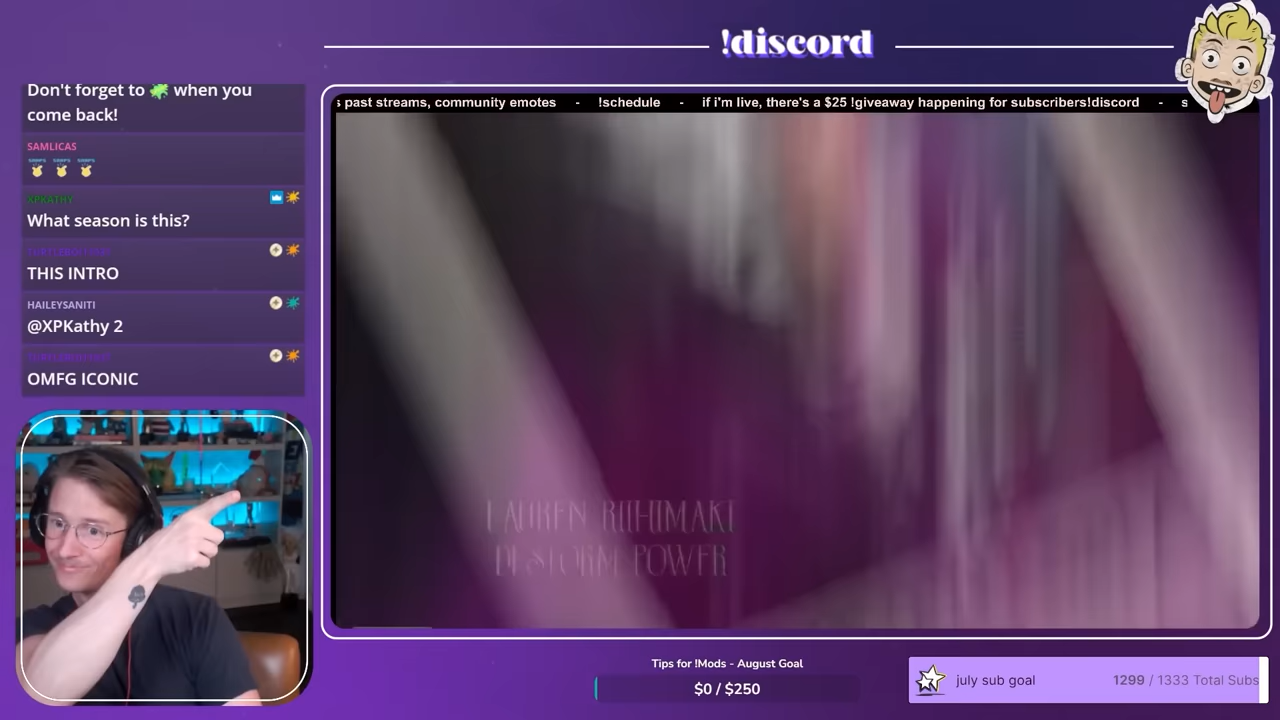 !discord
past streams, community emotes - !schedule - if i'm live, there's a $25 !giveaway happening for subscribers!discord - s
Don't forget to when you
come back!
SAMLICAS
XPKATHY
What season is this?
THIS INTRO
HAILEYSANITI
@XPKathy 2
OMFG ICONIC
LAUREN RIIHIMAKI
DESTORM POWER
Tips for !Mods - August Goal
$0 / $250
july sub goal
1299 / 1333 Total Subs